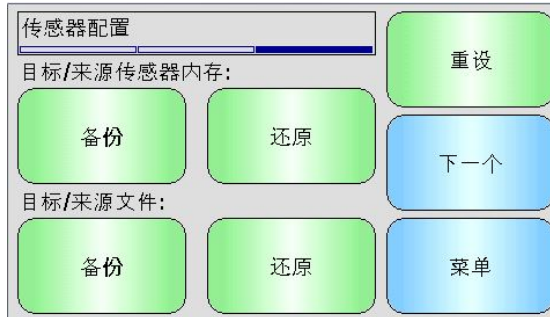 传感器配置
重设
目标/来源传感器内存:
备份
还原
下一个
目标/来源文件:
备份
还原
菜单